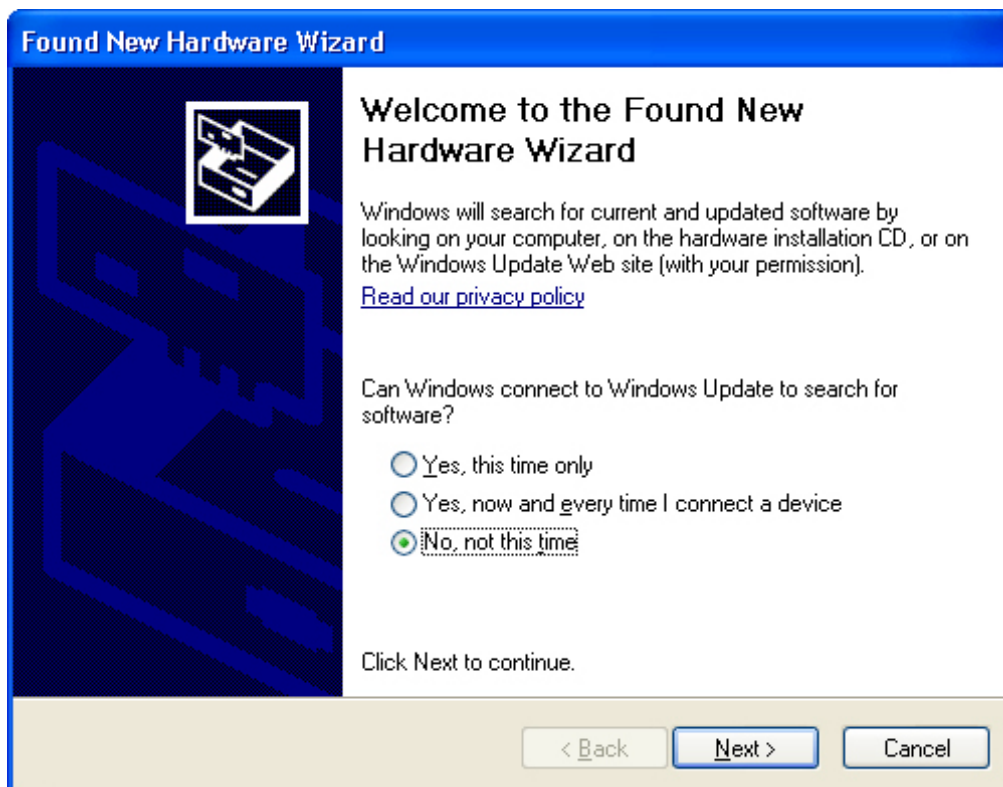 Found New Hardware Wizard
Welcome to the Found New
Hardware Wizard
Windows will search for current and updated software by
looking on your computer, on the hardware installation CD, or on
the Windows Update Web site (with your permission).
Read our privacy policy
Can Windows connect to Windows Update to search for
software?
Yes, this time only
Yes, now and every time I connect a device
No, not this time
Click Next to continue.
< Back
Next >
Cancel